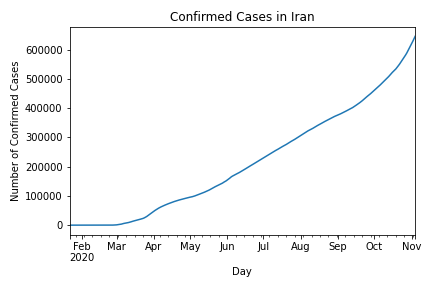 Confirmed Cases in Iran
Number of Confirmed Cases
600000
500000
400000
300000
200000
100000
0
Feb Mar Apr May Jun Jul Aug Sep Oct Nov
2020
Day